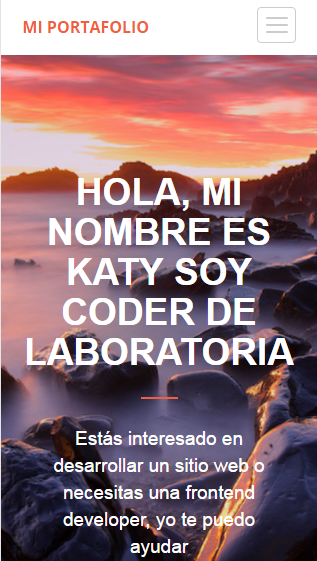 MI PORTAFOLIO
HOLA, MI
NOMBRE ES
KATY SOY
CODER DE
LABORATORIA
Estás interesado en
desarrollar un sitio web o
necesitas una frontend
developer, yo te puedo
ayudar